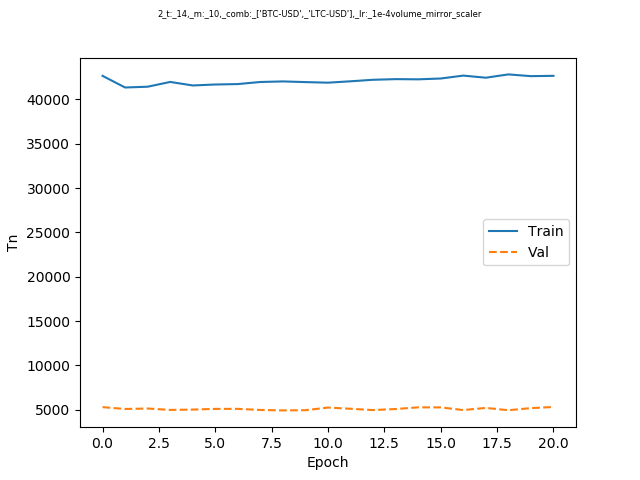 2_t:_14,_m:_10,_comb:_['BTC-USD',_'LTC-USD'],_lr:_1e-4volume_mirror_scaler
40000
35000
30000
25000
20000
15000
10000
5000
Tn
Train
Val
0.0 2.5 5.0 7.5 10.0 12.5 15.0 17.5 20.0
Epoch